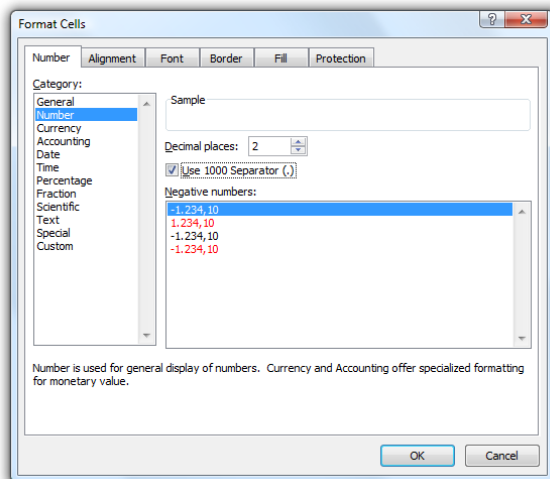 Format Cells
Number Alignment Font Border Fill Protection
Category:
General
Number
Currency
Accounting
Date
Time
Percentage
Fraction
Scientific
Text
Special
Custom
Sample
Decimal places: 2
Use 1000 Separator (.)
Negative numbers:
-1.234,10
1.234,10
-1.234,10
-1.234,10
Number is used for general display of numbers. Currency and Accounting offer specialized formatting
for monetary value.
OK Cancel